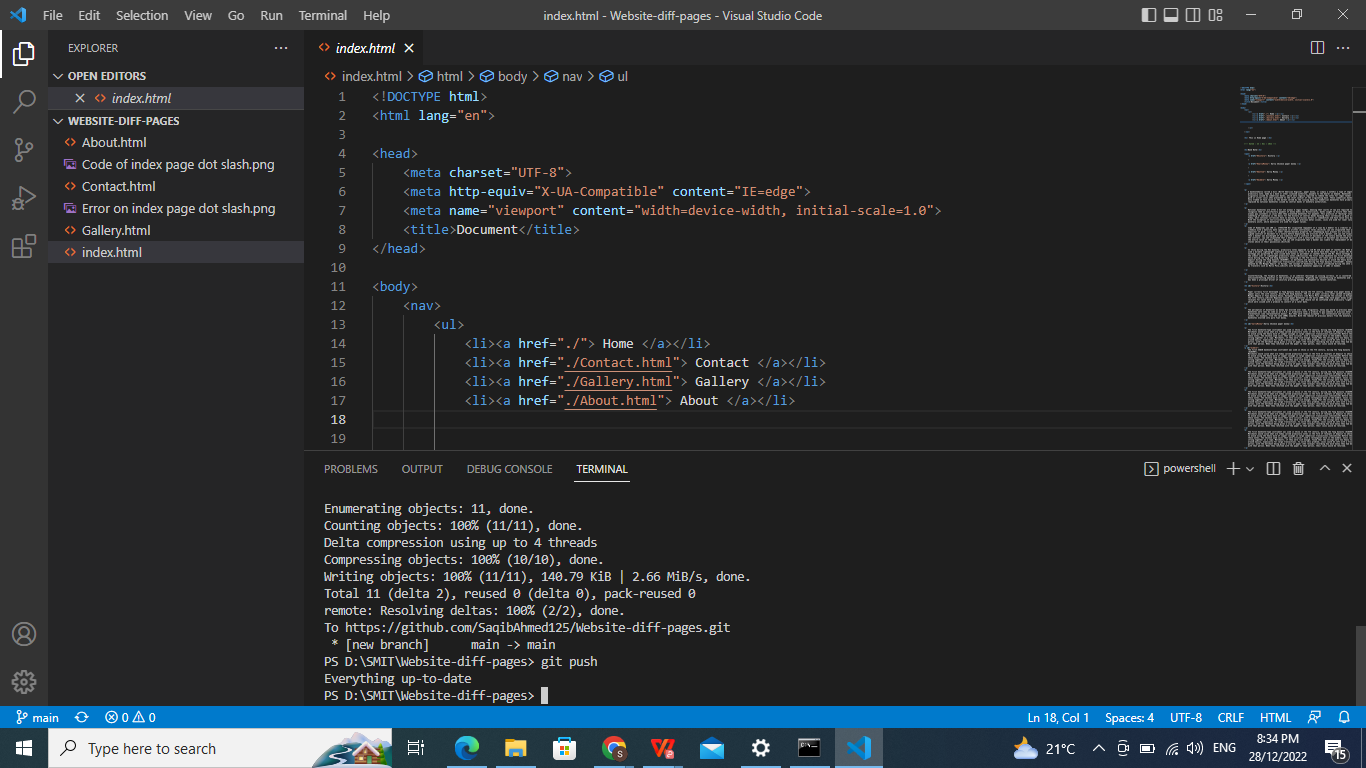 File Edit Selection View Go Run Terminal Help
index.html - Website-diff-pages - Visual Studio Code
EXPLORER
OPEN EDITORS
index.html
WEBSITE-DIFF-PAGES
About.html
Code of index page dot slash.png
Contact.html
Error on index page dot slash.png
Gallery.html
index.html
index.html
index.html > html > body > nav > ul
1 <!DOCTYPE html>
2 <html lang="en">
3
4 <head>
5 <meta charset="UTF-8">
6 <meta http-equiv="X-UA-Compatible" content="IE=edge">
7 <meta name="viewport" content="width=device-width, initial-scale=1.0">
8 <title>Document</title>
9 </head>
10
11 <body>
12 <nav>
13 <ul>
14 <li><a href="./"> Home </a></li>
15 <li><a href="./Contact.html"> Contact </a></li>
16 <li><a href="./Gallery.html"> Gallery </a></li>
17 <li><a href="./About.html"> About </a></li>
18
19
PROBLEMS OUTPUT DEBUG CONSOLE TERMINAL
powershell
Enumerating objects: 11, done.
Counting objects: 100% (11/11), done.
Delta compression using up to 4 threads
Compressing objects: 100% (10/10), done.
Writing objects: 100% (11/11), 140.79 KiB | 2.66 MiB/s, done.
Total 11 (delta 2), reused 0 (delta 0), pack-reused 0
remote: Resolving deltas: 100% (2/2), done.
To https://github.com/SaqibAhmed125/Website-diff-pages.git
* [new branch] main -> main
PS D:\SMIT\Website-diff-pages> git push
Everything up-to-date
PS D:\SMIT\Website-diff-pages>
main 0 0
Ln 18, Col 1 Spaces: 4 UTF-8 CRLF HTML
Type here to search
21°C
ENG
8:34 PM
28/12/2022
15